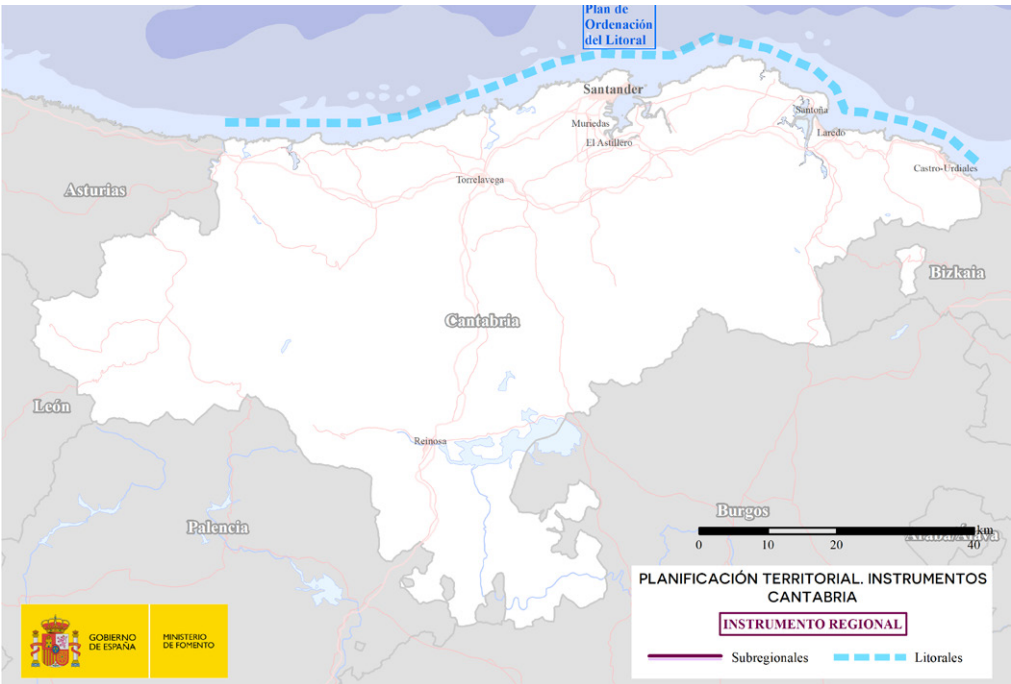 Plan de
Ordenación
del Litoral
Santander
Santoña
Muriedas
Laredo
El Astillero
Castro-Urdiales
Torrelavega
Asturias
Bizkaia
Cantabria
León
Reinosa
Burgos
Palencia
km
Araba/Álava
0 10 20 40
PLANIFICACIÓN TERRITORIAL. INSTRUMENTOS
CANTABRIA
INSTRUMENTO REGIONAL
Subregionales Litorales
GOBIERNO
DE ESPAÑA
MINISTERIO
DE FOMENTO